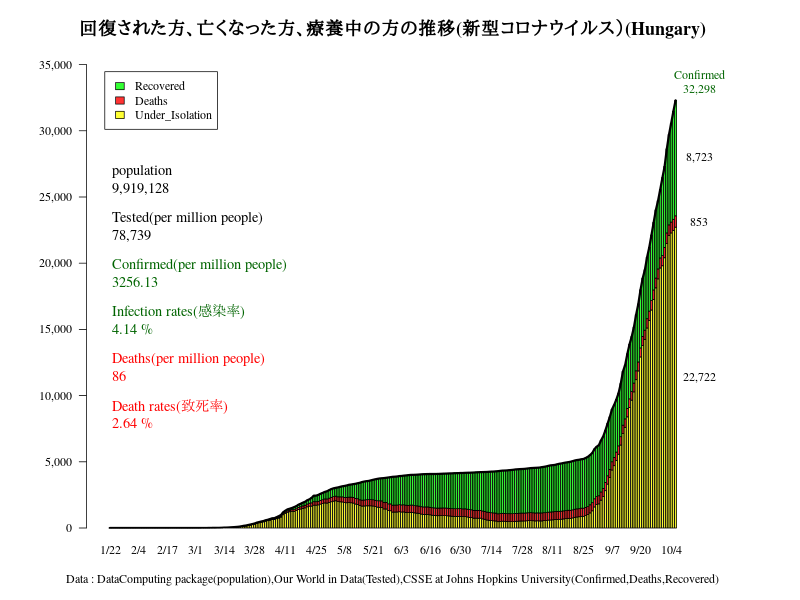 回復された方、亡くなった方、療養中の方の推移(新型コロナウイルス）(Hungary)
35,000
30,000
25,000
20,000
15,000
10,000
5,000
0
Recovered
Deaths
Under_Isolation
population
9,919,128
Tested(per million people)
78,739
Confirmed(per million people)
3256.13
Infection rates(感染率)
4.14 %
Deaths(per million people)
86
Death rates(致死率)
2.64 %
Confirmed
32,298
8,723
853
22,722
1/22 2/4 2/17 3/1 3/14 3/28 4/11 4/25 5/8 5/21 6/3 6/16 6/30 7/14 7/28 8/11 8/25 9/7 9/20 10/4
Data : DataComputing package(population),Our World in Data(Tested),CSSE at Johns Hopkins University(Confirmed,Deaths,Recovered)